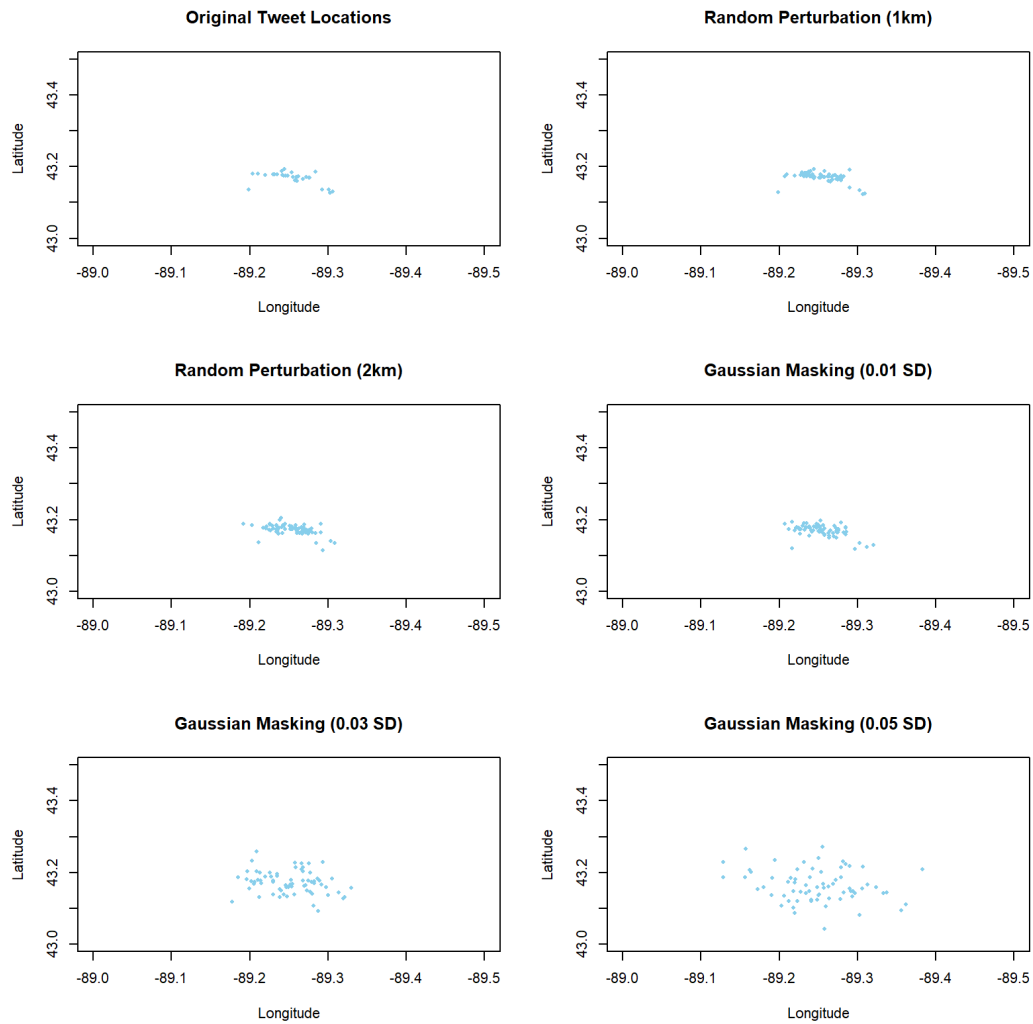 Original Tweet Locations
Latitude
43.0
43.2
43.4
-89.0 -89.1 -89.2 -89.3 -89.4 -89.5
Longitude
Random Perturbation (1km)
Latitude
43.0
43.2
43.4
-89.0 -89.1 -89.2 -89.3 -89.4 -89.5
Longitude
Random Perturbation (2km)
Latitude
43.0
43.2
43.4
-89.0 -89.1 -89.2 -89.3 -89.4 -89.5
Longitude
Gaussian Masking (0.01 SD)
Latitude
43.0
43.2
43.4
-89.0 -89.1 -89.2 -89.3 -89.4 -89.5
Longitude
Gaussian Masking (0.03 SD)
Latitude
43.0
43.2
43.4
-89.0 -89.1 -89.2 -89.3 -89.4 -89.5
Longitude
Gaussian Masking (0.05 SD)
Latitude
43.0
43.2
43.4
-89.0 -89.1 -89.2 -89.3 -89.4 -89.5
Longitude